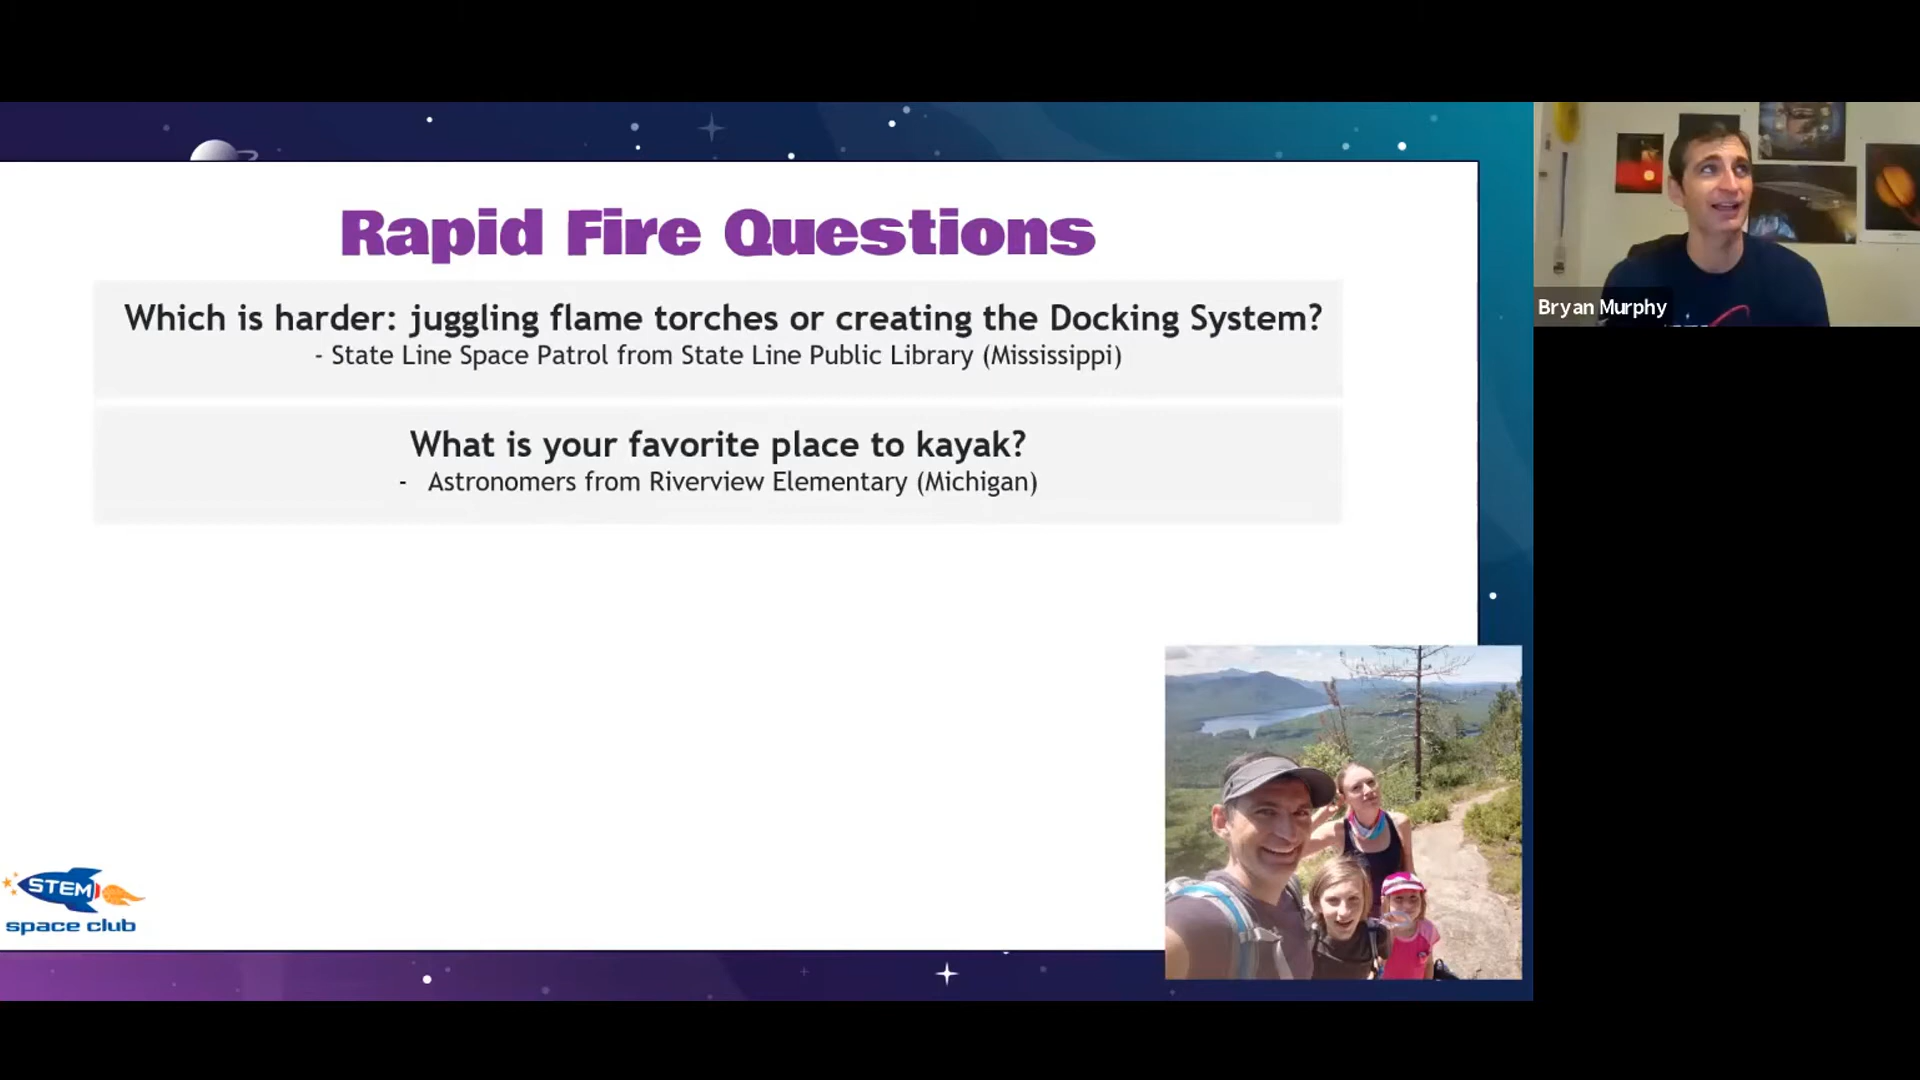 Rapid Fire Questions
Which is harder: juggling flame torches or creating the Docking System?
- State Line Space Patrol from State Line Public Library (Mississippi)
What is your favorite place to kayak?
- Astronomers from Riverview Elementary (Michigan)
Bryan Murphy
STEM
space club